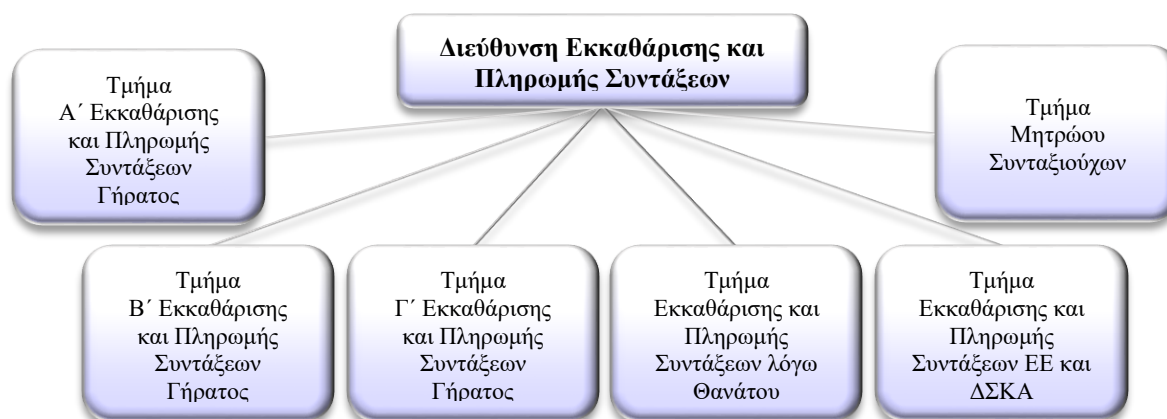 Διεύθυνση Εκκαθάρισης και
Πληρωμής Συντάξεων
Τμήμα
Α΄ Εκκαθάρισης
και Πληρωμής
Συντάξεων
Γήρατος
Τμήμα
Β΄ Εκκαθάρισης
και Πληρωμής
Συντάξεων
Γήρατος
Τμήμα
Γ΄ Εκκαθάρισης
και Πληρωμής
Συντάξεων
Γήρατος
Τμήμα
Εκκαθάρισης και
Πληρωμής
Συντάξεων λόγω
Θανάτου
Τμήμα
Εκκαθάρισης και
Πληρωμής
Συντάξεων ΕΕ και
ΔΣΚΑ
Τμήμα
Μητρώου
Συνταξιούχων